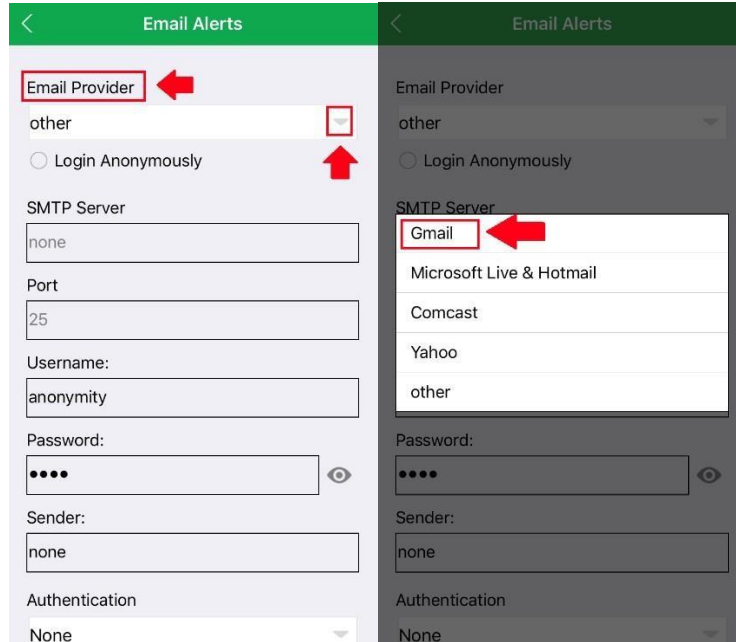 Email Alerts
Email Provider
other
Login Anonymously
SMTP Server
none
Port
25
Username:
anonymity
Password:
••••
Sender:
none
Authentication
None
Email Alerts
Email Provider
other
Login Anonymously
SMTP Server
Gmail
Microsoft Live & Hotmail
Comcast
Yahoo
other
Password:
••••
Sender:
none
Authentication
None